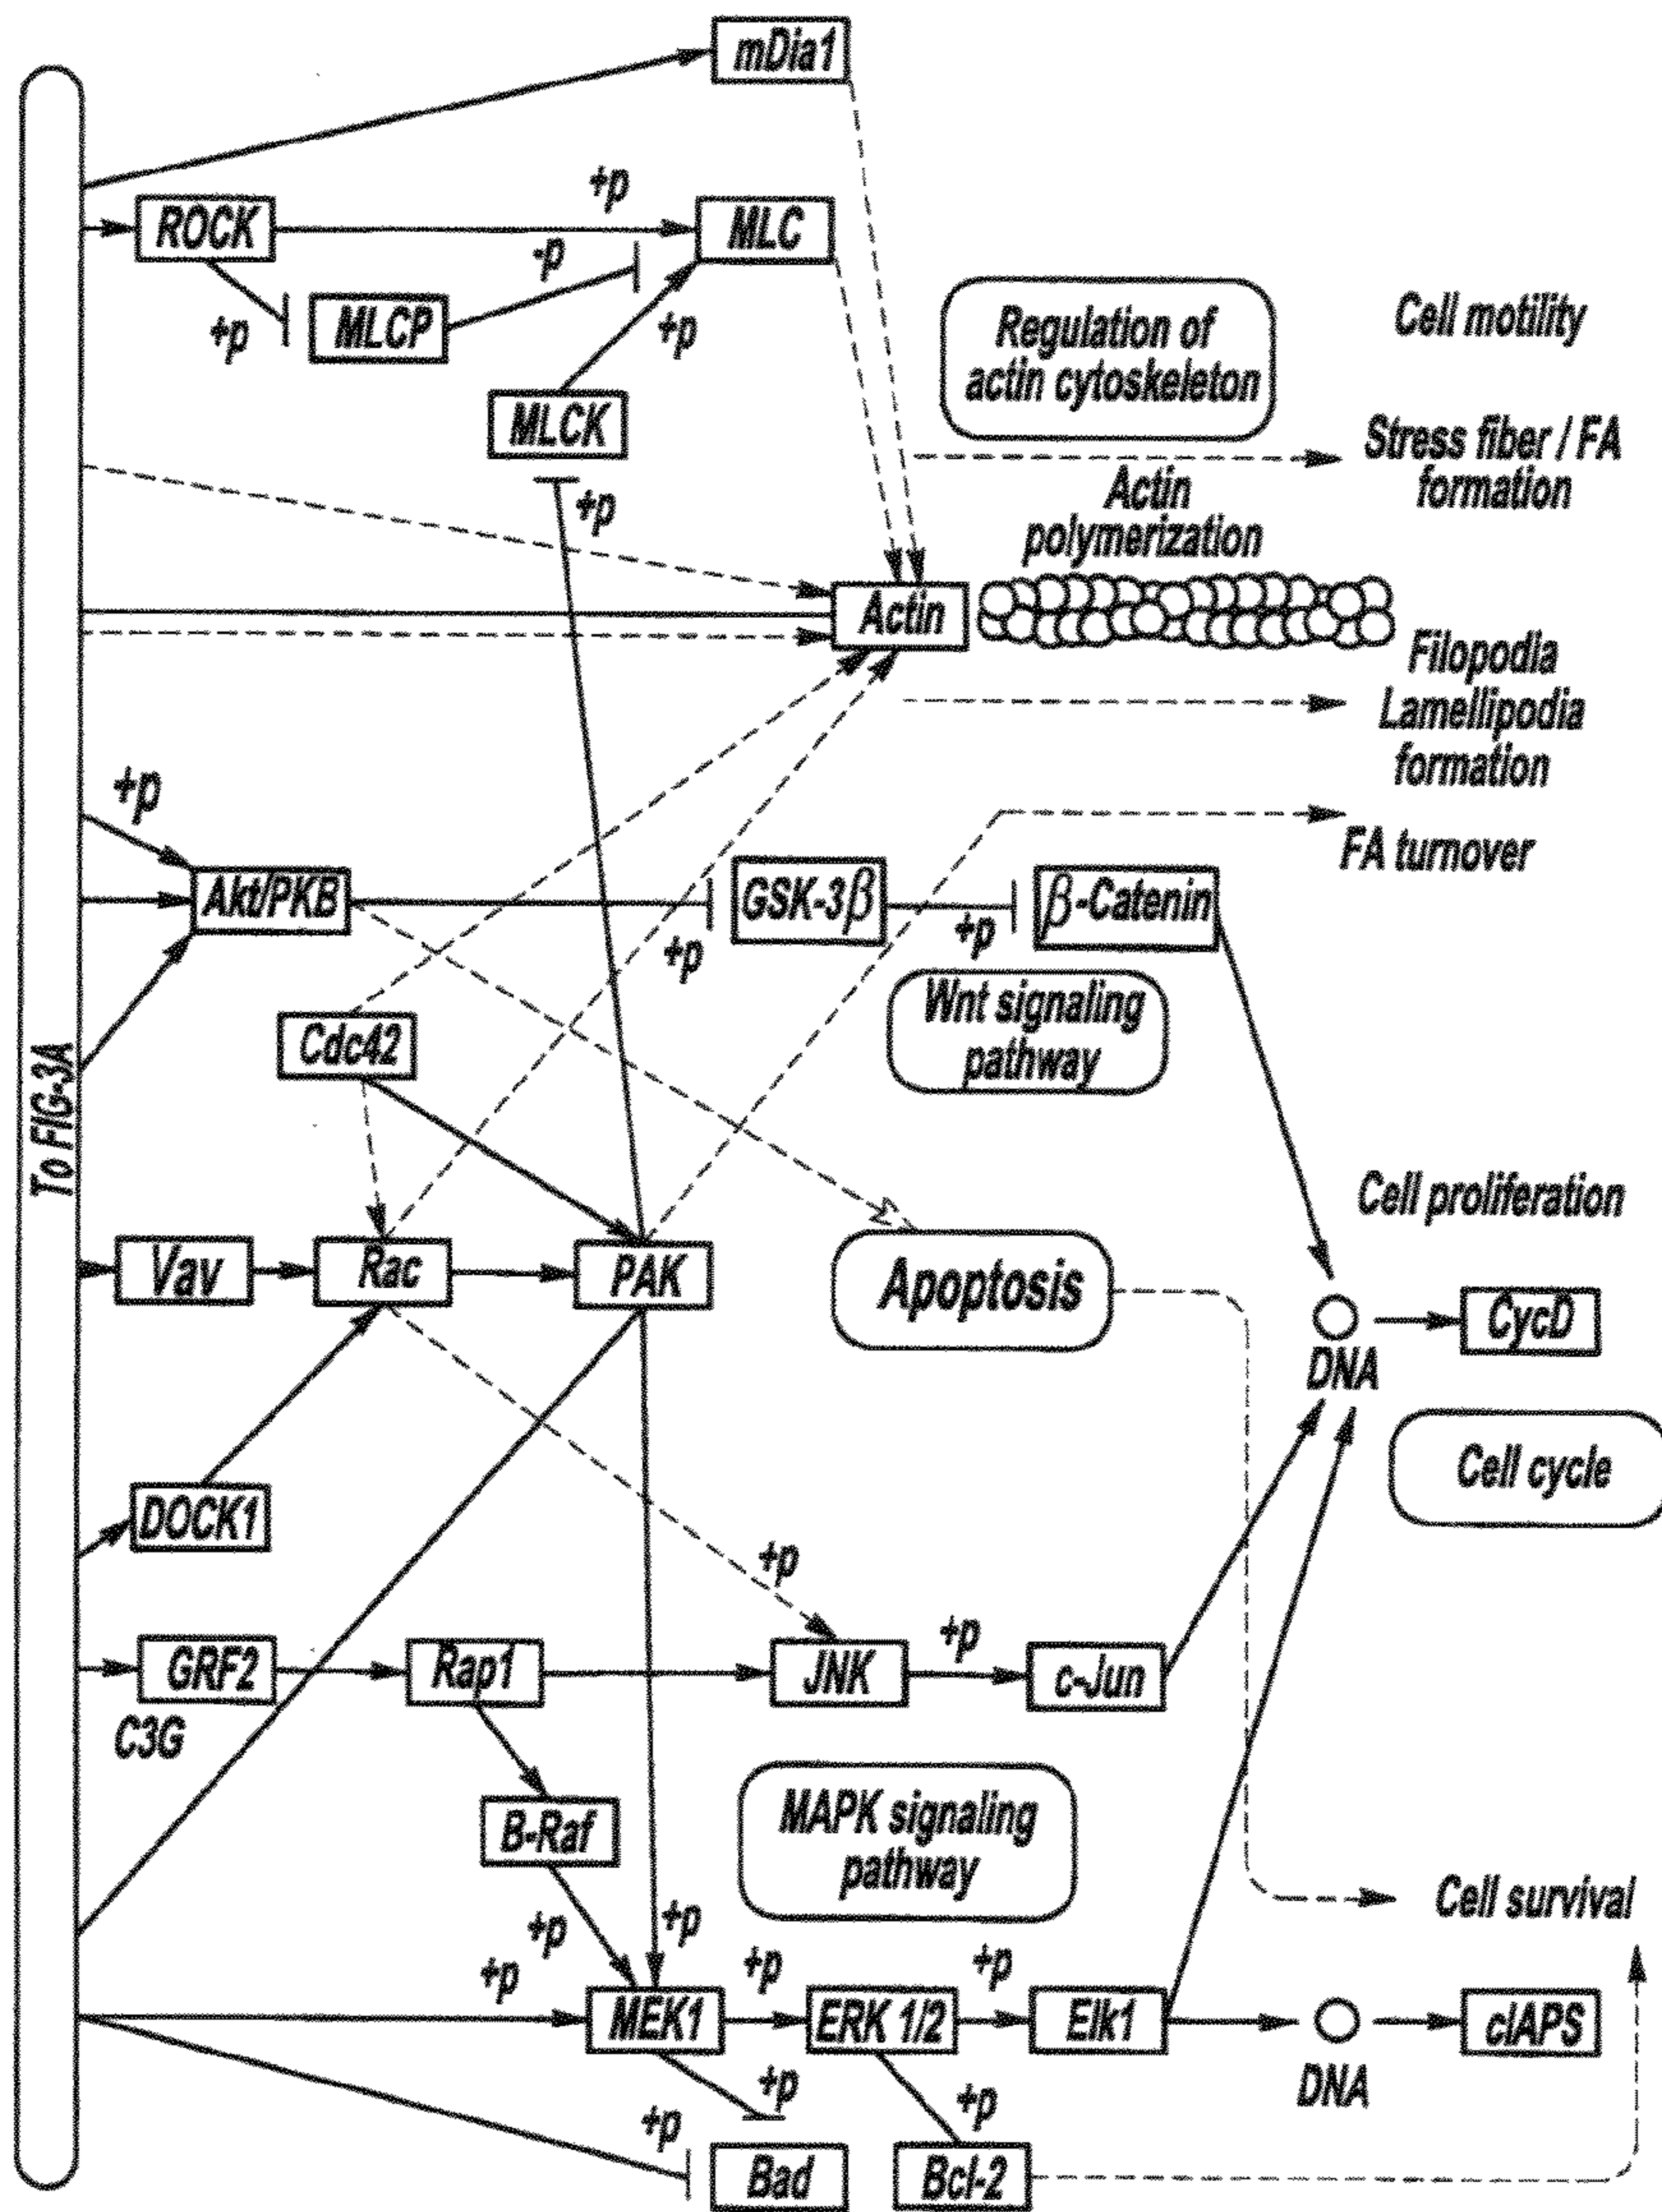 mDia1
+p
ROCK
MLC
-p
+p
MLCP
+p
MLCK
+p
Regulation of
actin cytoskeleton
Cell motility
Stress fiber / FA
formation
Actin
polymerization
Actin
Filopodia
Lamellipodia
formation
+p
FA turnover
Akt/PKB
+p
GSK-3β
+p
β-Catenin
Wnt signaling
pathway
Cdc42
To FIG-3A
Cell proliferation
Vav
Rac
PAK
Apoptosis
DNA
CycD
Cell cycle
DOCK1
+p
GRF2
C3G
Rap1
JNK
+p
c-Jun
B-Raf
MAPK signaling
pathway
Cell survival
+p
+p
+p
MEK1
+p
ERK 1/2
+p
Elk1
DNA
cIAPS
+p
+p
+p
Bad
Bcl-2